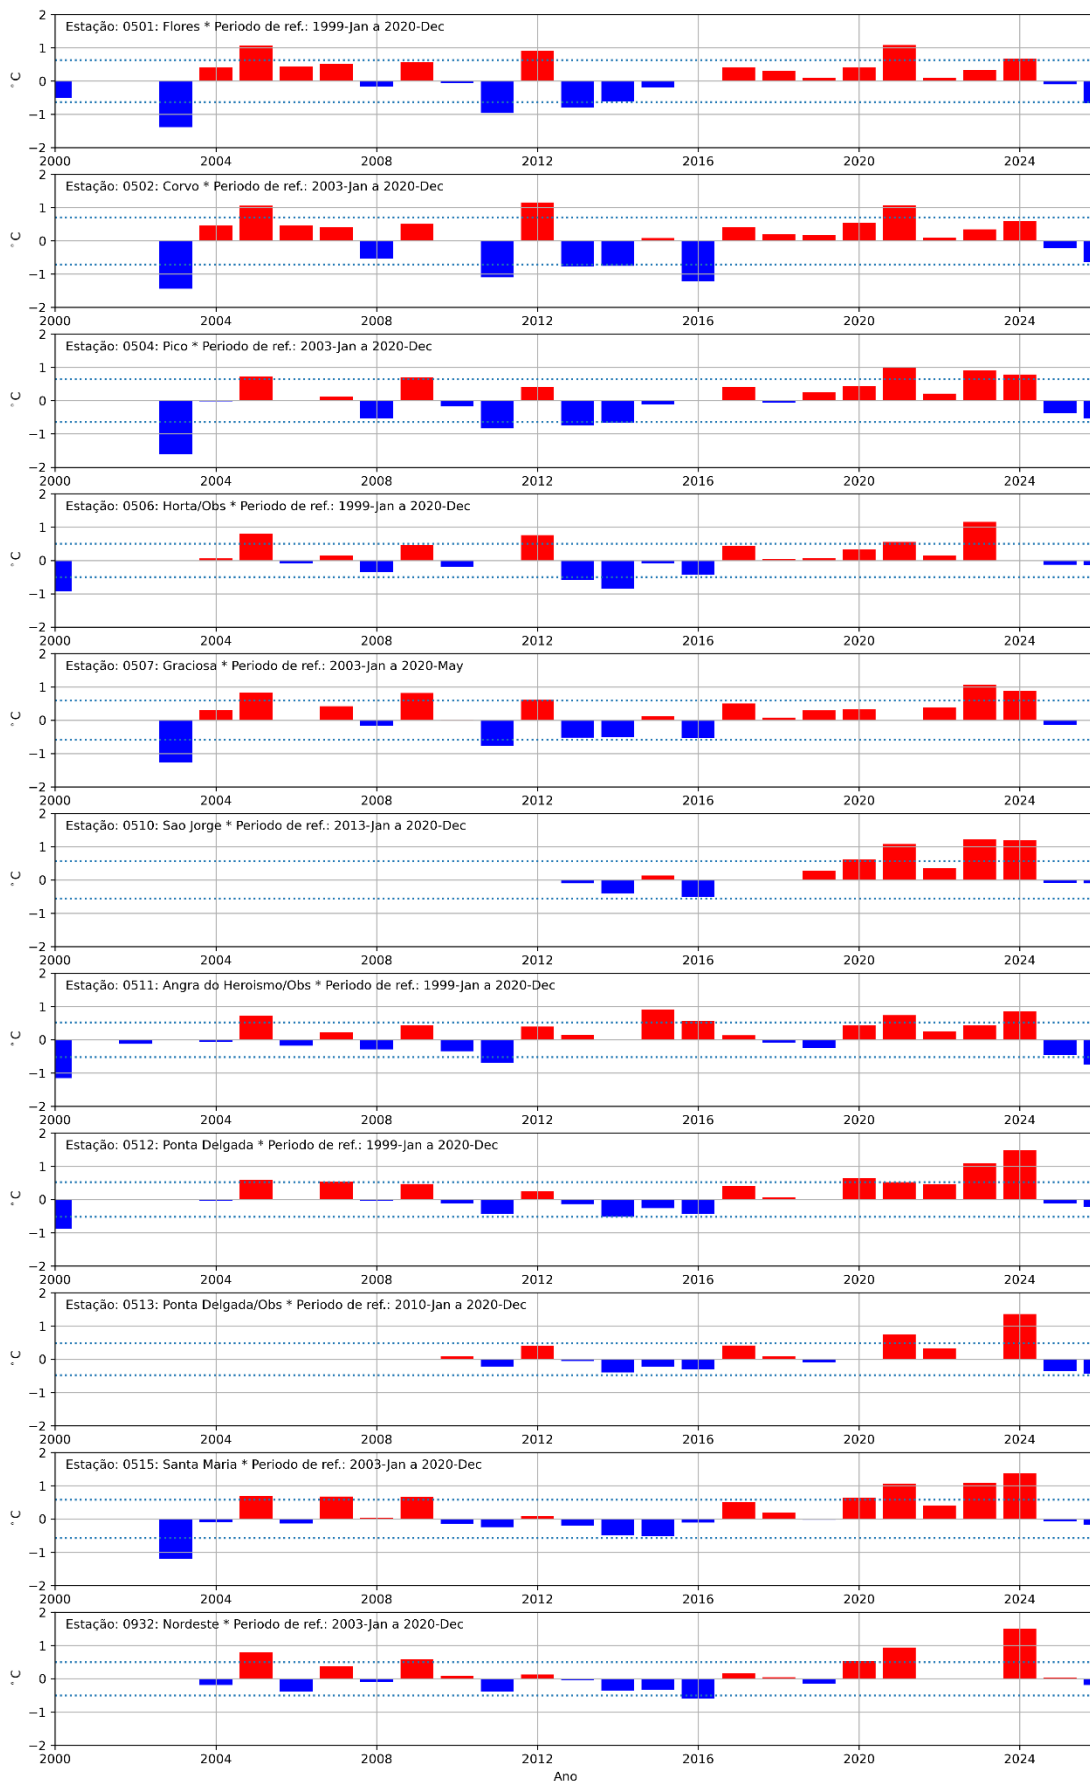 Estação: 0501: Flores * Periodo de ref.: 1999-Jan a 2020-Dec
2
1
0
−1
−2
°C
2000 2004 2008 2012 2016 2020 2024
Estação: 0502: Corvo * Periodo de ref.: 2003-Jan a 2020-Dec
2
1
0
−1
−2
°C
2000 2004 2008 2012 2016 2020 2024
Estação: 0504: Pico * Periodo de ref.: 2003-Jan a 2020-Dec
2
1
0
−1
−2
°C
2000 2004 2008 2012 2016 2020 2024
Estação: 0506: Horta/Obs * Periodo de ref.: 1999-Jan a 2020-Dec
2
1
0
−1
−2
°C
2000 2004 2008 2012 2016 2020 2024
Estação: 0507: Graciosa * Periodo de ref.: 2003-Jan a 2020-May
2
1
0
−1
−2
°C
2000 2004 2008 2012 2016 2020 2024
Estação: 0510: Sao Jorge * Periodo de ref.: 2013-Jan a 2020-Dec
2
1
0
−1
−2
°C
2000 2004 2008 2012 2016 2020 2024
Estação: 0511: Angra do Heroismo/Obs * Periodo de ref.: 1999-Jan a 2020-Dec
2
1
0
−1
−2
°C
2000 2004 2008 2012 2016 2020 2024
Estação: 0512: Ponta Delgada * Periodo de ref.: 1999-Jan a 2020-Dec
2
1
0
−1
−2
°C
2000 2004 2008 2012 2016 2020 2024
Estação: 0513: Ponta Delgada/Obs * Periodo de ref.: 2010-Jan a 2020-Dec
2
1
0
−1
−2
°C
2000 2004 2008 2012 2016 2020 2024
Estação: 0515: Santa Maria * Periodo de ref.: 2003-Jan a 2020-Dec
2
1
0
−1
−2
°C
2000 2004 2008 2012 2016 2020 2024
Estação: 0932: Nordeste * Periodo de ref.: 2003-Jan a 2020-Dec
2
1
0
−1
−2
°C
2000 2004 2008 2012 2016 2020 2024
Ano